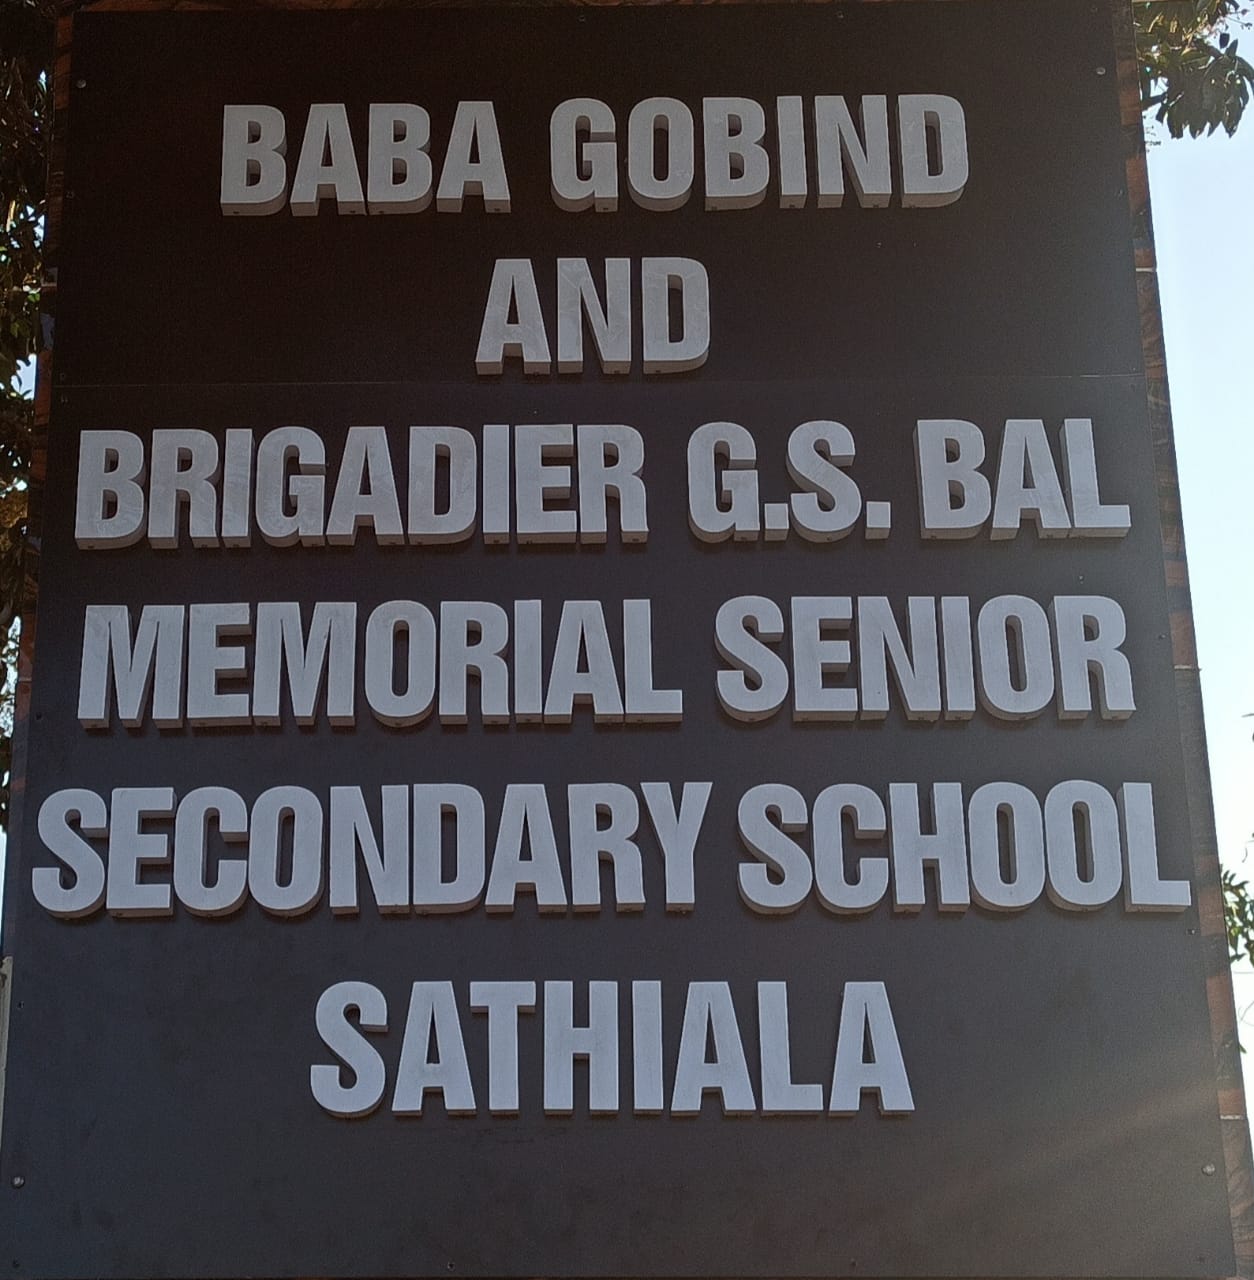 BABA GOBIND
AND
BRIGADIER G.S. BAL
MEMORIAL SENIOR
SECONDARY SCHOOL
SATHIALA